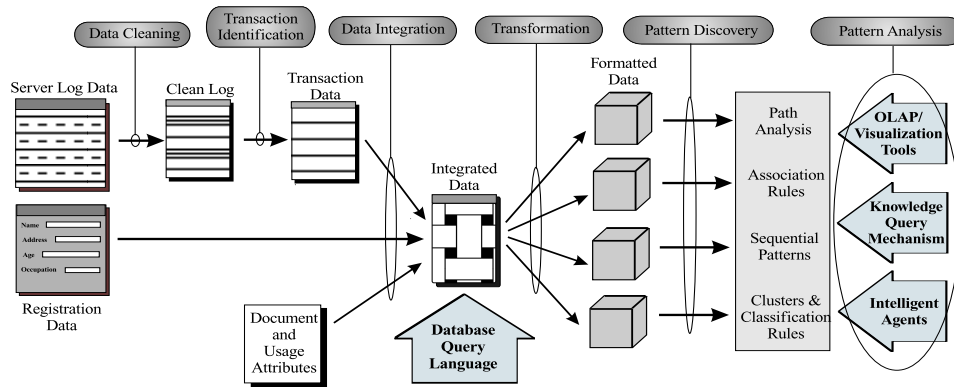 Data Cleaning
Transaction
Identification
Data Integration
Transformation
Pattern Discovery
Pattern Analysis
Server Log Data
Clean Log
Transaction
Data
Formatted
Data
Path
Analysis
OLAP/
Visualization
Tools
Integrated
Data
Association
Rules
Name
Address
Age
Occupation
Knowledge
Query
Mechanism
Sequential
Patterns
Registration
Data
Document
and
Usage
Attributes
Database
Query
Language
Clusters &
Classification
Rules
Intelligent
Agents